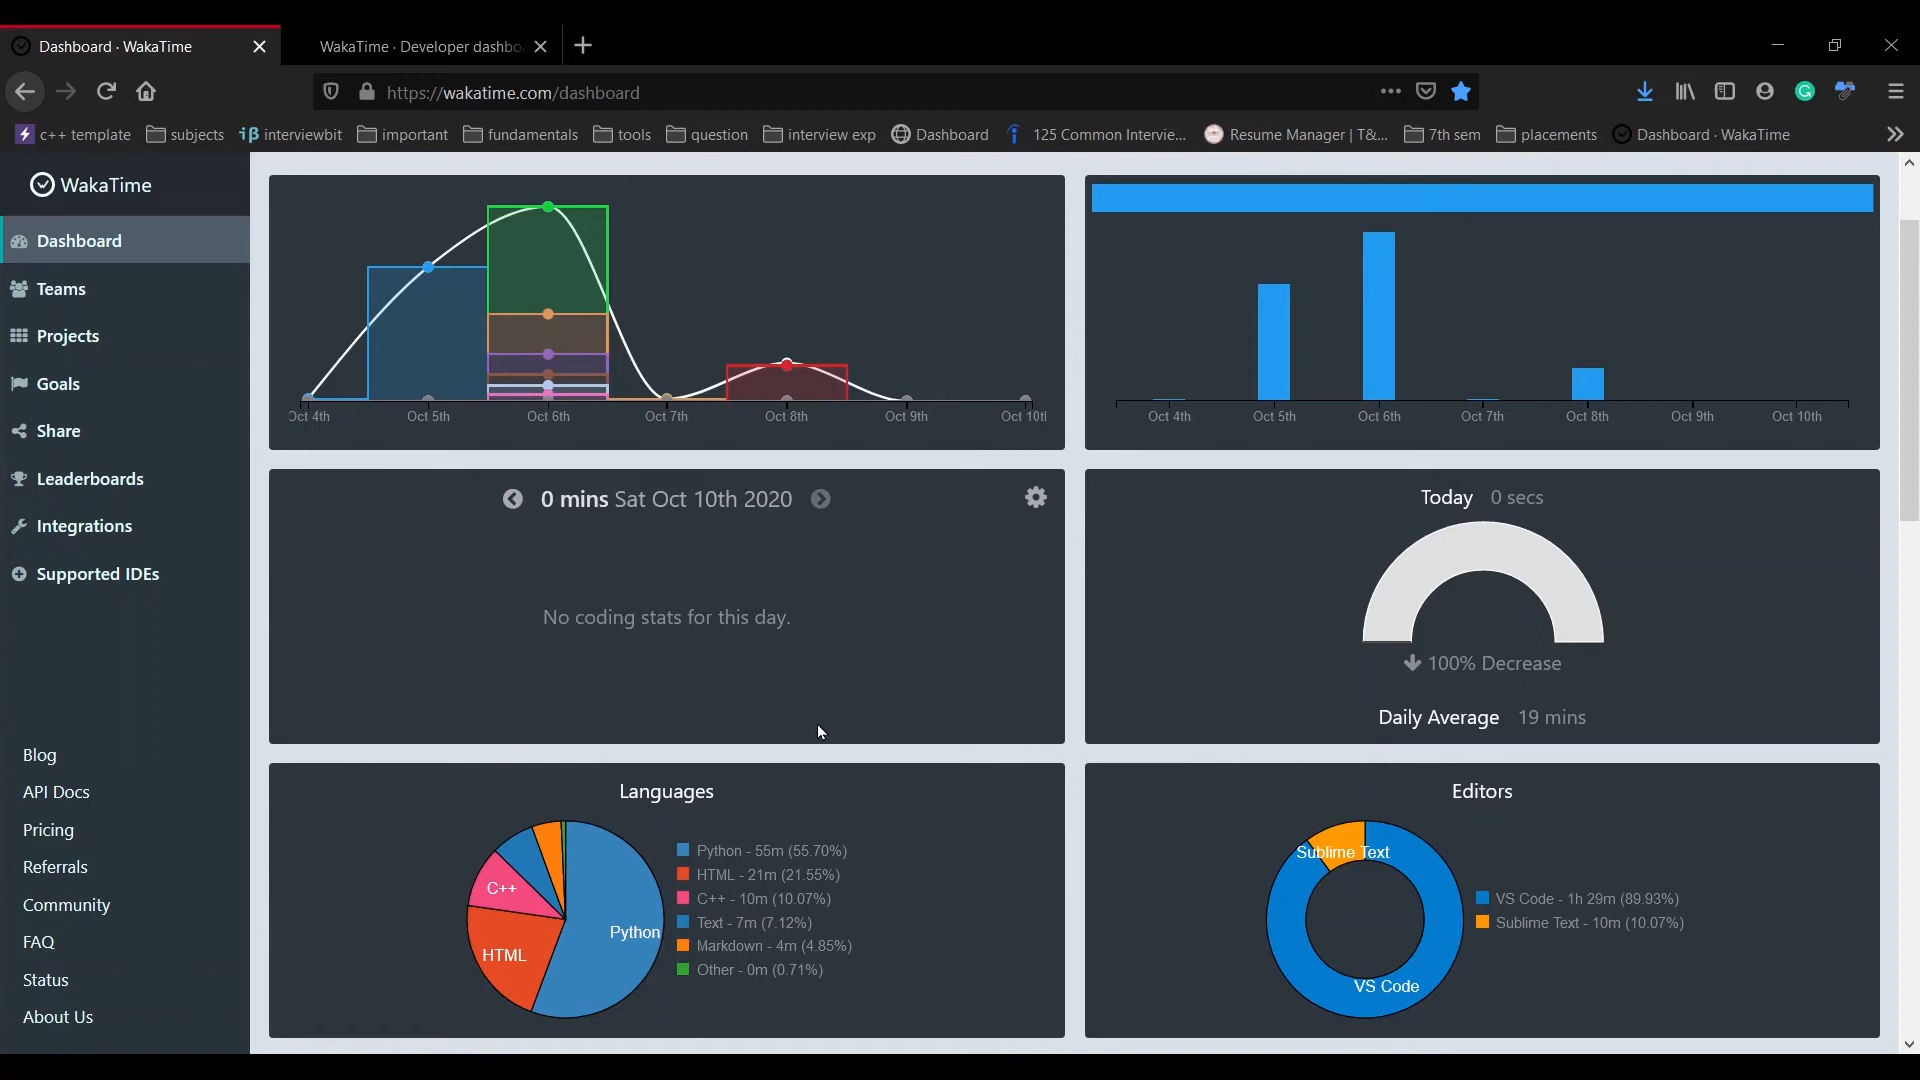 Dashboard · WakaTime
WakaTime · Developer dashbo
https://wakatime.com/dashboard
c++ template
subjects
interviewbit
important
fundamentals
tools
question
interview exp
Dashboard
125 Common Intervie...
Resume Manager | T&...
7th sem
placements
Dashboard · WakaTime
WakaTime
Dashboard
Teams
Projects
Goals
Share
Leaderboards
Integrations
Supported IDEs
Blog
API Docs
Pricing
Referrals
Community
FAQ
Status
About Us
Oct 4th Oct 5th Oct 6th Oct 7th Oct 8th Oct 9th Oct 10th
Oct 4th Oct 5th Oct 6th Oct 7th Oct 8th Oct 9th Oct 10th
0 mins Sat Oct 10th 2020
No coding stats for this day.
Today 0 secs
100% Decrease
Daily Average 19 mins
Languages
C++
Python
HTML
Python - 55m (55.70%)
HTML - 21m (21.55%)
C++ - 10m (10.07%)
Text - 7m (7.12%)
Markdown - 4m (4.85%)
Other - 0m (0.71%)
Editors
Sublime Text
VS Code
VS Code - 1h 29m (89.93%)
Sublime Text - 10m (10.07%)